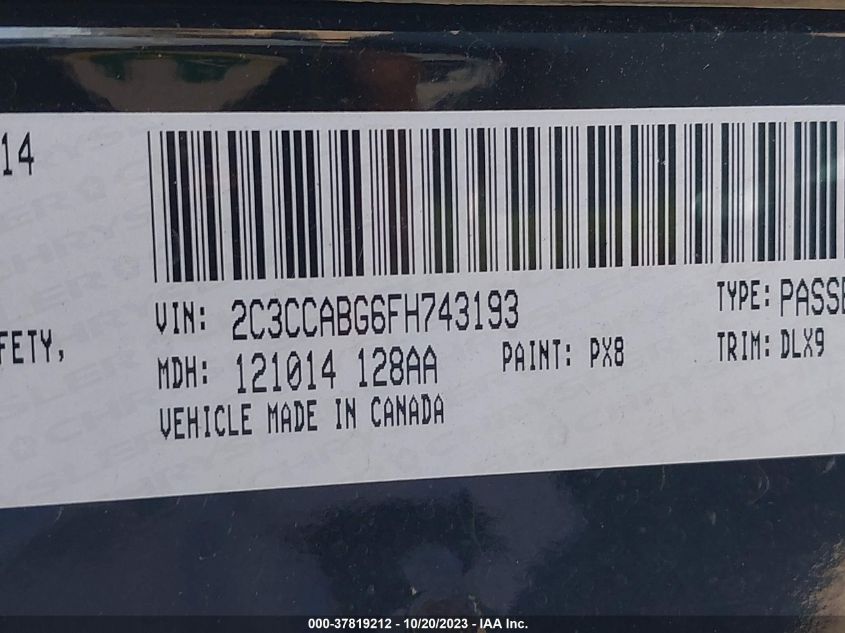 14
VIN: 2C3CCABG6FH743193 TYPE: PASSE
FETY, MDH: 121014 128AA PAINT: PX8 TRIM: DLX9
VEHICLE MADE IN CANADA
000-37819212 - 10/20/2023 - IAA Inc.